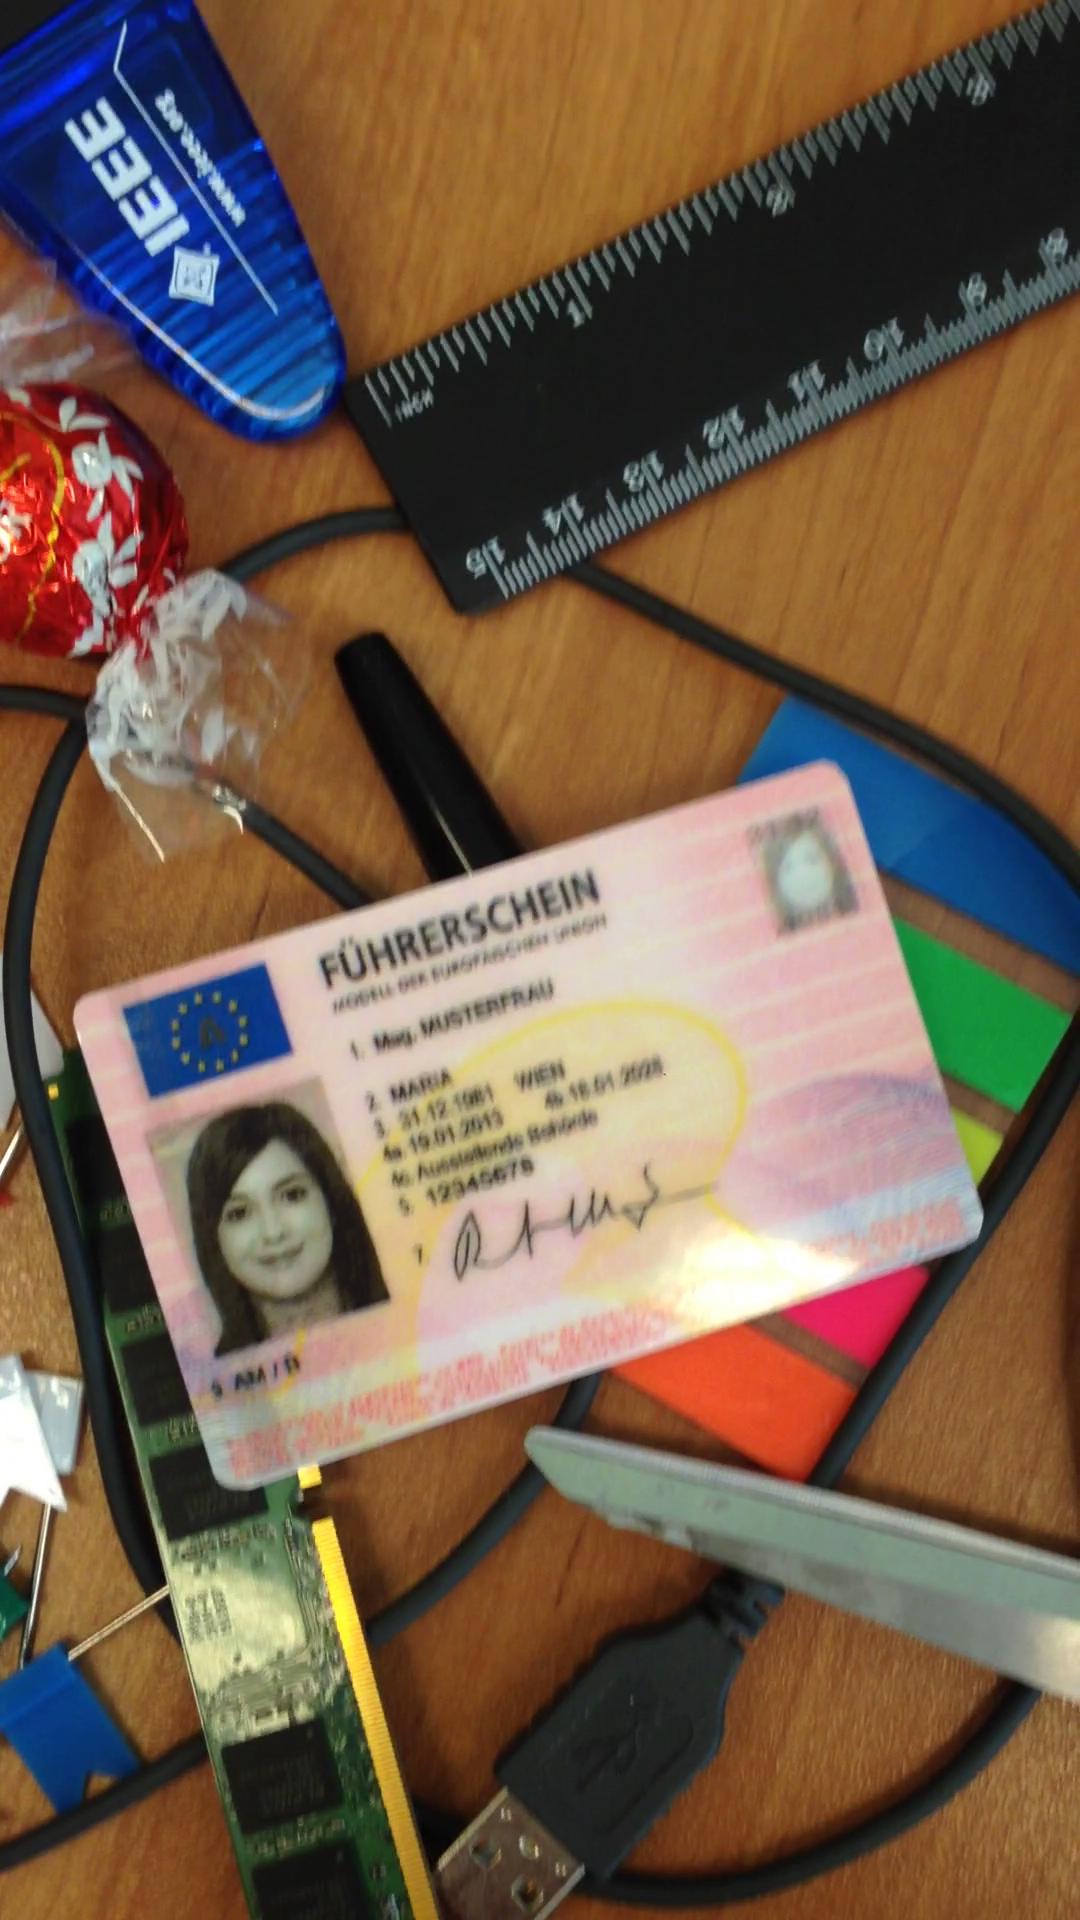 IEEE
www.ieee.org
INCH
1
15 14 13 12 11 10 9 8
FÜHRERSCHEIN
MODELL DER EUROPÄISCHEN UNION
1. Mag. MUSTERFRAU
2. MARIA
3. 31.12.1981 WIEN
4a. 19.01.2013 4b. 18.01.2028
4c. Ausstellende Behörde
5. 12345678
7.
9. AM / B
A